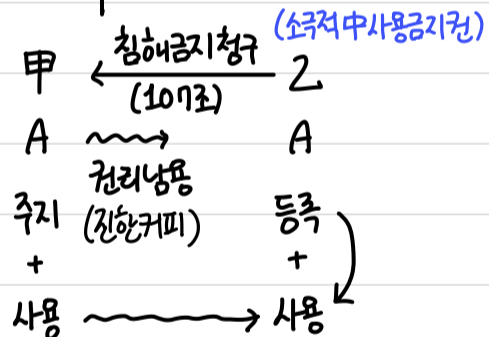 (소극적 中 사용금지권)
침해금지청구
甲 乙
(107조)
A A
권리남용
(진한커피)
주지 등록
+ +
사용 사용